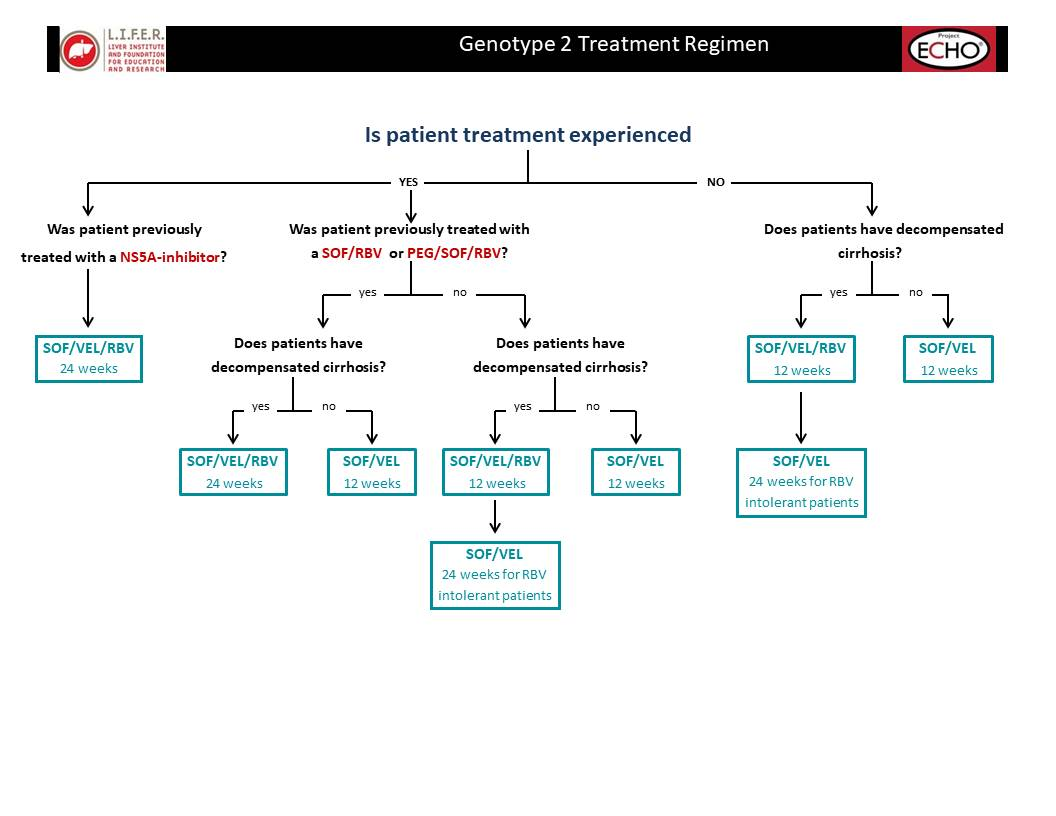 L.I.F.E.R.
LIVER INSTITUTE
AND FOUNDATION
FOR EDUCATION
AND RESEARCH
Genotype 2 Treatment Regimen
Project
ECHO®
Is patient treatment experienced
YES
NO
Was patient previously
treated with a NS5A-inhibitor?
Was patient previously treated with
a SOF/RBV or PEG/SOF/RBV?
Does patients have decompensated
cirrhosis?
yes
no
yes
no
SOF/VEL/RBV
24 weeks
Does patients have
decompensated cirrhosis?
Does patients have
decompensated cirrhosis?
SOF/VEL/RBV
12 weeks
SOF/VEL
12 weeks
yes
no
yes
no
SOF/VEL/RBV
24 weeks
SOF/VEL
12 weeks
SOF/VEL/RBV
12 weeks
SOF/VEL
12 weeks
SOF/VEL
24 weeks for RBV
intolerant patients
SOF/VEL
24 weeks for RBV
intolerant patients